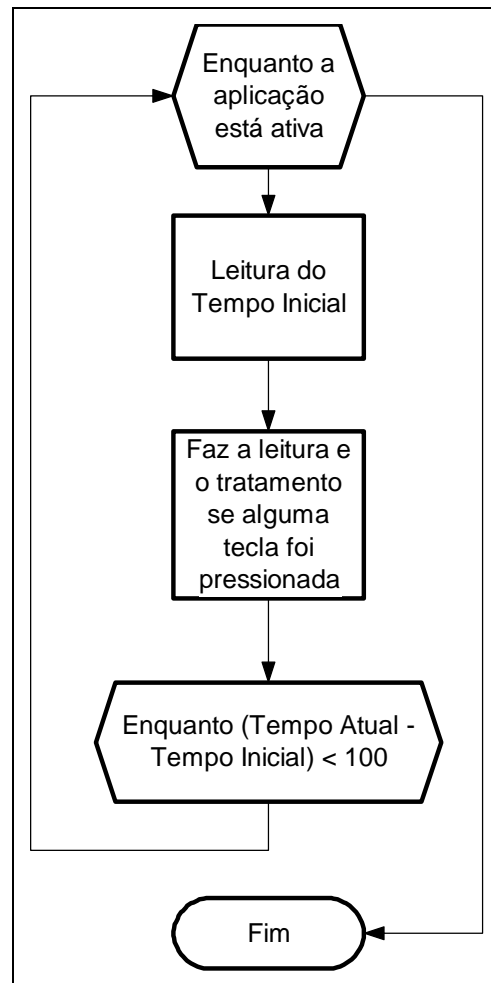 Enquanto a
aplicação
está ativa
Leitura do
Tempo Inicial
Faz a leitura e
o tratamento
se alguma
tecla foi
pressionada
Enquanto (Tempo Atual -
Tempo Inicial) < 100
Fim